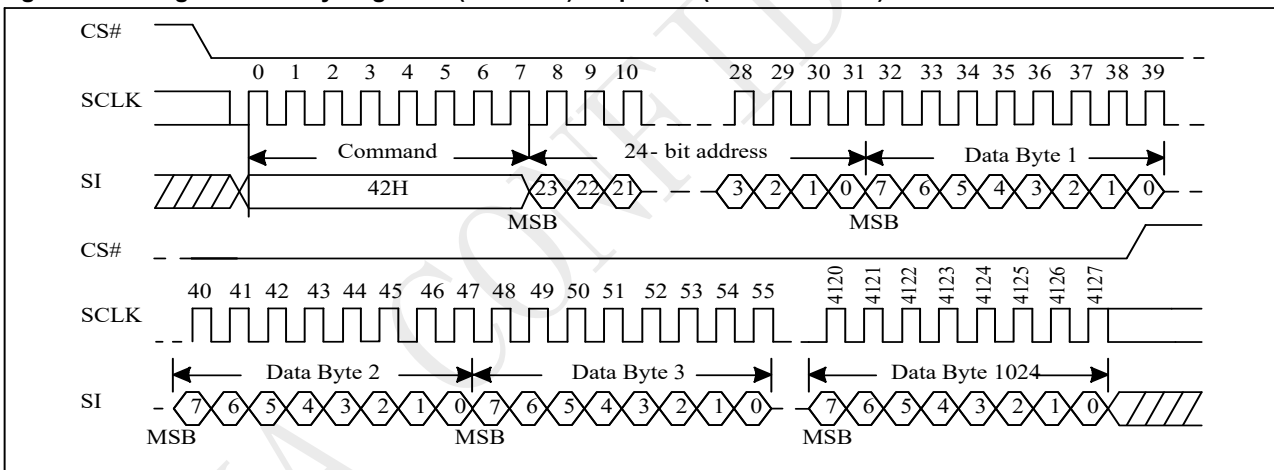 CS#
0 1 2 3 4 5 6 7 8 9 10 28 29 30 31 32 33 34 35 36 37 38 39
SCLK
Command 24- bit address Data Byte 1
SI 42H 23 22 21 3 2 1 0 7 6 5 4 3 2 1 0
MSB MSB
CS#
40 41 42 43 44 45 46 47 48 49 50 51 52 53 54 55 4120 4121 4122 4123 4124 4125 4126 4127
SCLK
Data Byte 2 Data Byte 3 Data Byte 1024
SI 7 6 5 4 3 2 1 0 7 6 5 4 3 2 1 0 7 6 5 4 3 2 1 0
MSB MSB MSB